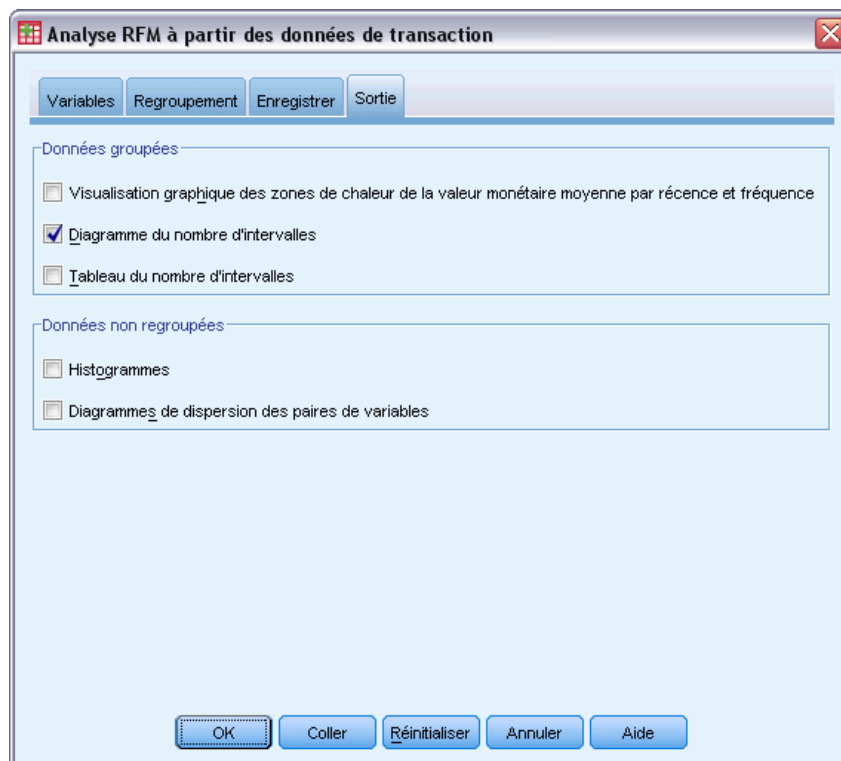 Analyse RFM à partir des données de transaction
Variables Regroupement Enregistrer Sortie
Données groupées
Visualisation graphique des zones de chaleur de la valeur monétaire moyenne par récence et fréquence
Diagramme du nombre d'intervalles
Tableau du nombre d'intervalles
Données non regroupées
Histogrammes
Diagrammes de dispersion des paires de variables
OK Coller Réinitialiser Annuler Aide